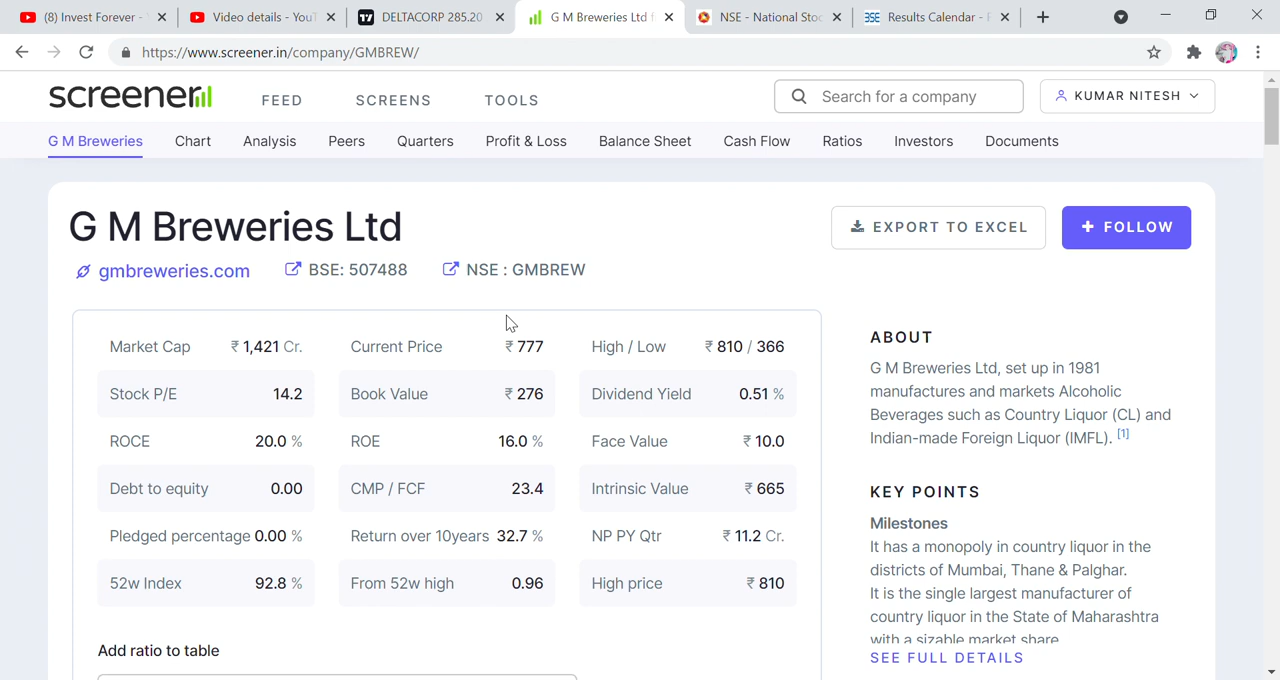 (8) Invest Forever -
Video details - YouT
DELTACORP 285.20
G M Breweries Ltd f
NSE - National Stoc
Results Calendar - F
https://www.screener.in/company/GMBREW/
screener
FEED
SCREENS
TOOLS
Search for a company
KUMAR NITESH
G M Breweries
Chart
Analysis
Peers
Quarters
Profit & Loss
Balance Sheet
Cash Flow
Ratios
Investors
Documents
G M Breweries Ltd
EXPORT TO EXCEL
+ FOLLOW
gmbreweries.com
BSE: 507488
NSE : GMBREW
Market Cap ₹ 1,421 Cr.
Current Price ₹ 777
High / Low ₹ 810 / 366
Stock P/E 14.2
Book Value ₹ 276
Dividend Yield 0.51 %
ROCE 20.0 %
ROE 16.0 %
Face Value ₹ 10.0
Debt to equity 0.00
CMP / FCF 23.4
Intrinsic Value ₹ 665
Pledged percentage 0.00 %
Return over 10years 32.7 %
NP PY Qtr ₹ 11.2 Cr.
52w Index 92.8 %
From 52w high 0.96
High price ₹ 810
Add ratio to table
ABOUT
G M Breweries Ltd, set up in 1981
manufactures and markets Alcoholic
Beverages such as Country Liquor (CL) and
Indian-made Foreign Liquor (IMFL). [1]
KEY POINTS
Milestones
It has a monopoly in country liquor in the
districts of Mumbai, Thane & Palghar.
It is the single largest manufacturer of
country liquor in the State of Maharashtra
with a sizable market share
SEE FULL DETAILS